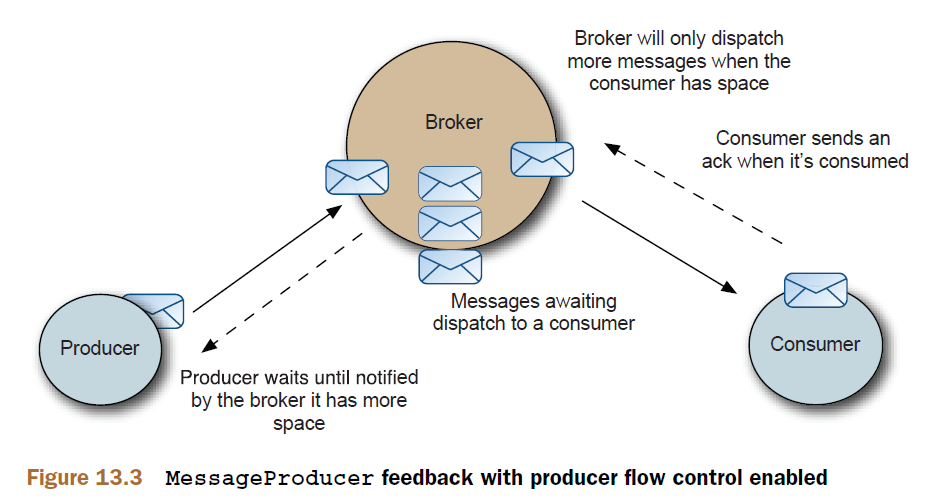 Broker will only dispatch
more messages when the
consumer has space
Broker
Consumer sends an
ack when it's consumed
Messages awaiting
dispatch to a consumer
Producer
Consumer
Producer waits until notified
by the broker it has more
space
Figure 13.3 MessageProducer feedback with producer flow control enabled